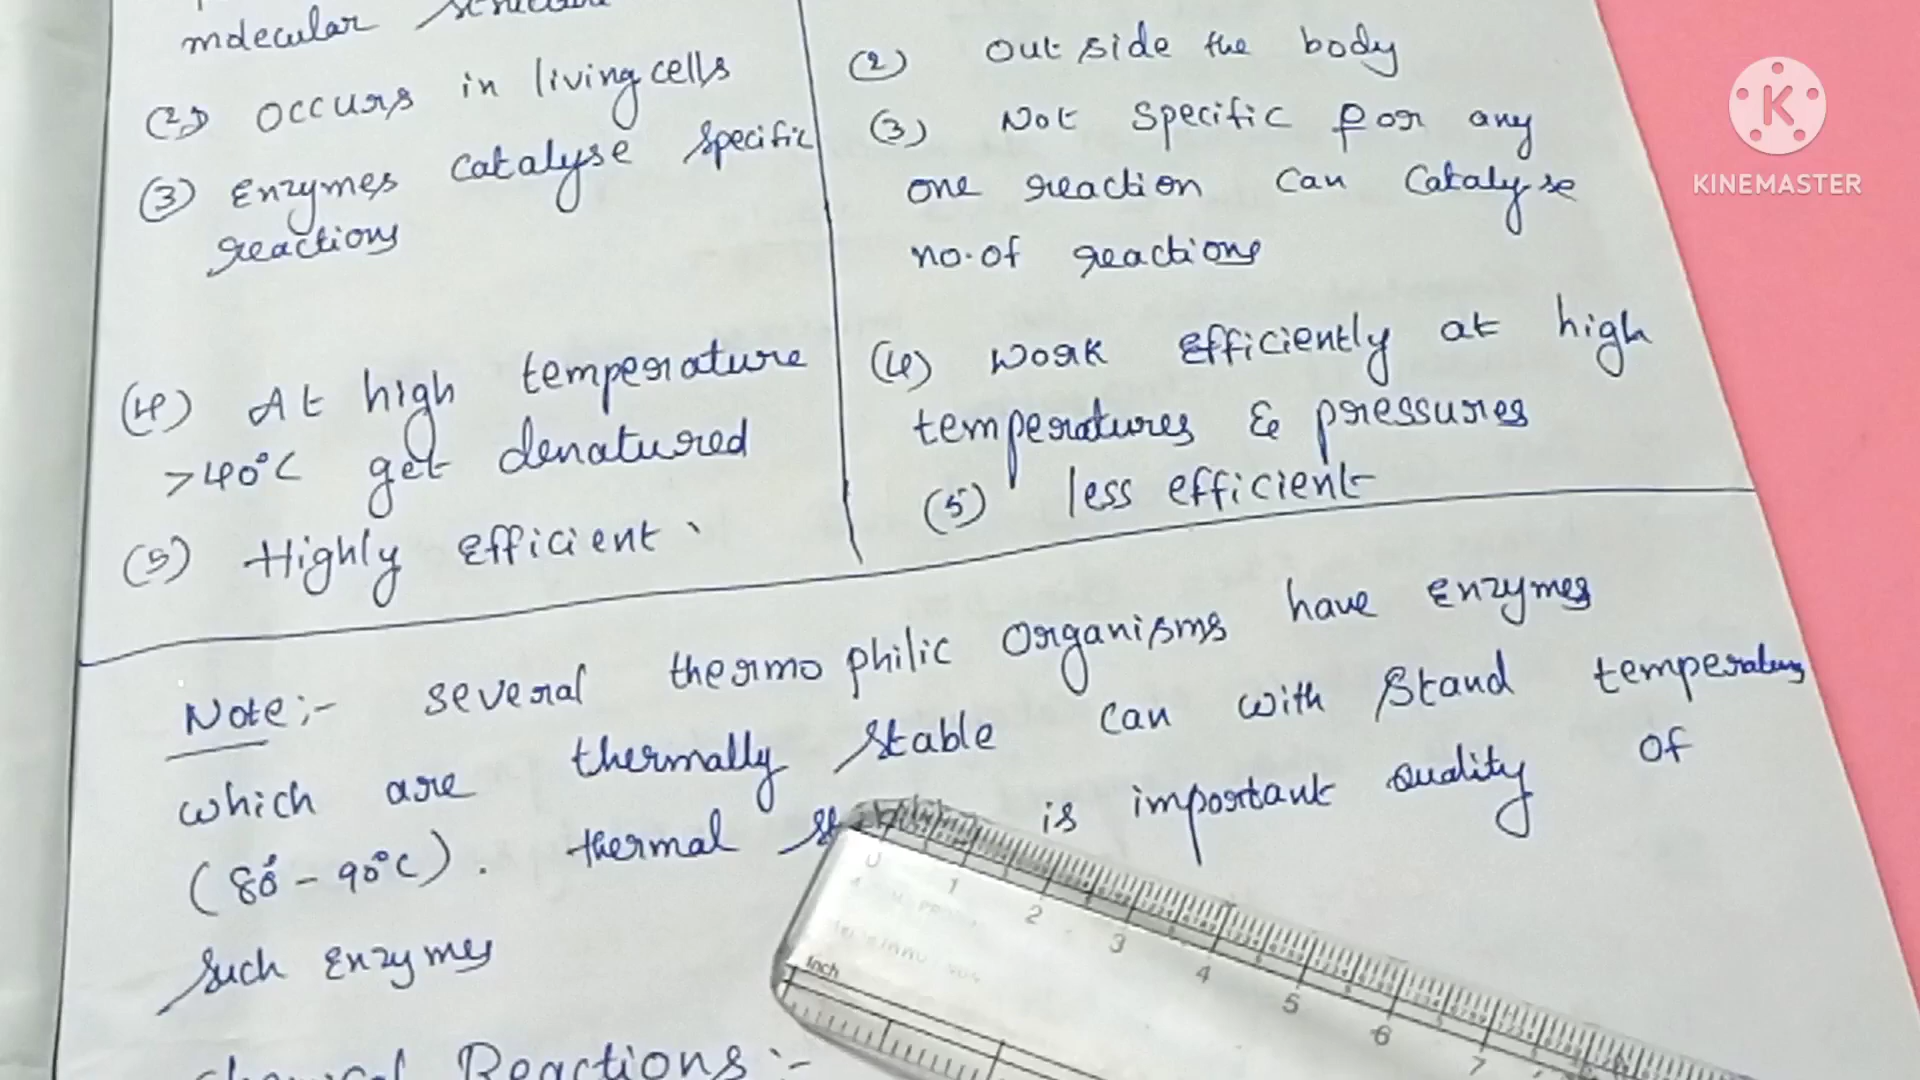 molecular
(2) occurs in living cells
(3) Enzymes catalyse specific
reactions
(4) At high temperature
>40°C get denatured
(5) Highly Efficient
(2) out side the body
(3) Not specific for any
one reaction can catalyse
no.of reactions
(4) work Efficiently at high
temperatures & pressures
(5) less efficient
Note:- several thermo philic organisms have enzymes
which are thermally stable can with stand temperatures
(80° - 90°C). thermal is important quality of
such enzymes
Reactions:-
K
KINEMASTER
0 1 2 3 4 5 6 7
Inch